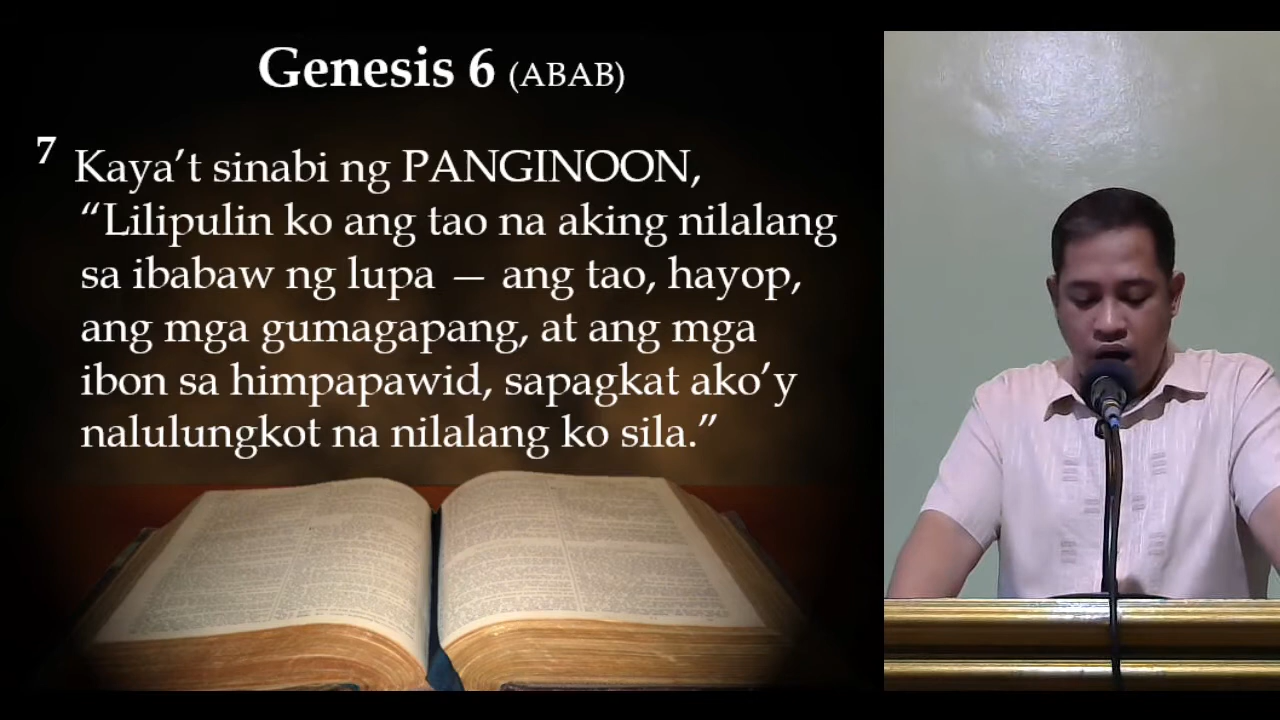 Genesis 6 (ABAB)
7 Kaya’t sinabi ng PANGINOON,
“Lilipulin ko ang tao na aking nilalang
sa ibabaw ng lupa — ang tao, hayop,
ang mga gumagapang, at ang mga
ibon sa himpapawid, sapagkat ako’y
nalulungkot na nilalang ko sila.”